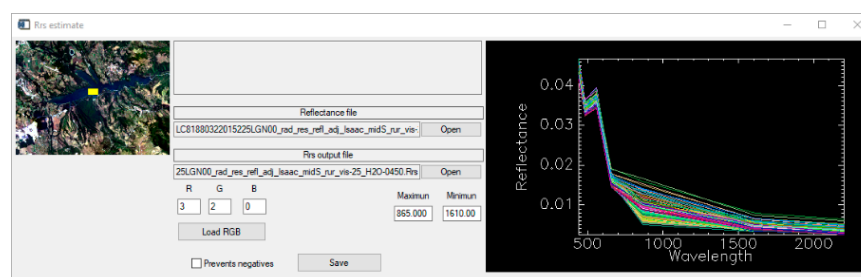 Rrs estimate
Reflectance file
LC81880322015225LGN00_rad_res_refl_adj_Isaac_midS_rur_vis-
Open
Rrs output file
25LGN00_rad_res_refl_adj_Isaac_midS_rur_vis-25_H2O-0450.Rrs
Open
R G B
Maximun Minimun
3 2 0
865.000 1610.00
Load RGB
Prevents negatives
Save
0.04
0.03
0.02
0.01
Reflectance
500 1000 1500 2000
Wavelength